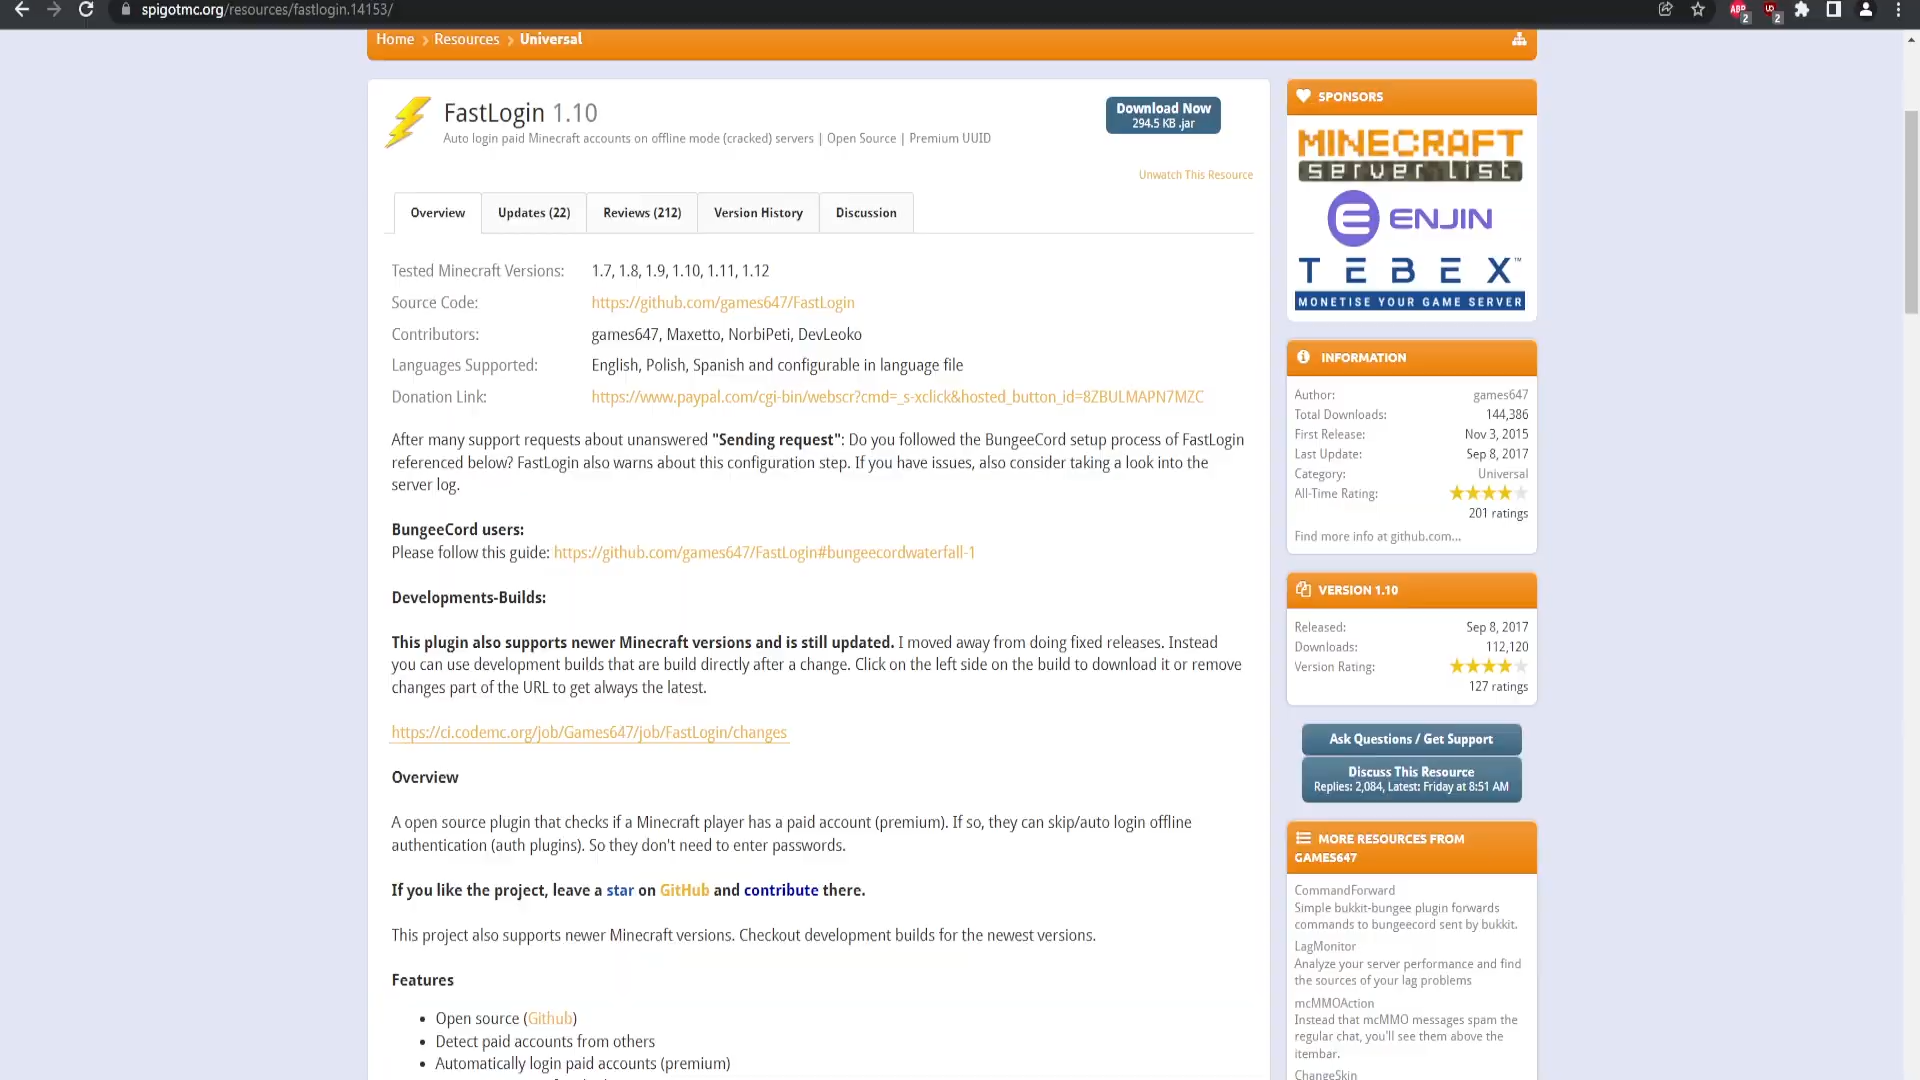 spigotmc.org/resources/fastlogin.14153/
2
2
Home
Resources
Universal
FastLogin 1.10
Auto login paid Minecraft accounts on offline mode (cracked) servers | Open Source | Premium UUID
Download Now
294.5 KB .jar
Unwatch This Resource
Overview
Updates (22)
Reviews (212)
Version History
Discussion
Tested Minecraft Versions: 1.7, 1.8, 1.9, 1.10, 1.11, 1.12
Source Code: https://github.com/games647/FastLogin
Contributors: games647, Maxetto, NorbiPeti, DevLeoko
Languages Supported: English, Polish, Spanish and configurable in language file
Donation Link: https://www.paypal.com/cgi-bin/webscr?cmd=_s-xclick&hosted_button_id=8ZBULMAPN7MZC
After many support requests about unanswered "Sending request": Do you followed the BungeeCord setup process of FastLogin
referenced below? FastLogin also warns about this configuration step. If you have issues, also consider taking a look into the
server log.
BungeeCord users:
Please follow this guide: https://github.com/games647/FastLogin#bungeecordwaterfall-1
Developments-Builds:
This plugin also supports newer Minecraft versions and is still updated. I moved away from doing fixed releases. Instead
you can use development builds that are build directly after a change. Click on the left side on the build to download it or remove
changes part of the URL to get always the latest.
https://ci.codemc.org/job/Games647/job/FastLogin/changes
Overview
A open source plugin that checks if a Minecraft player has a paid account (premium). If so, they can skip/auto login offline
authentication (auth plugins). So they don't need to enter passwords.
If you like the project, leave a star on GitHub and contribute there.
This project also supports newer Minecraft versions. Checkout development builds for the newest versions.
Features
• Open source (Github)
• Detect paid accounts from others
• Automatically login paid accounts (premium)
SPONSORS
MINECRAFT
server list
ENJIN
TEBEX™
MONETISE YOUR GAME SERVER
INFORMATION
Author: games647
Total Downloads: 144,386
First Release: Nov 3, 2015
Last Update: Sep 8, 2017
Category: Universal
All-Time Rating:
201 ratings
Find more info at github.com...
VERSION 1.10
Released: Sep 8, 2017
Downloads: 112,120
Version Rating:
127 ratings
Ask Questions / Get Support
Discuss This Resource
Replies: 2,084, Latest: Friday at 8:51 AM
MORE RESOURCES FROM
GAMES647
CommandForward
Simple bukkit-bungee plugin forwards
commands to bungeecord sent by bukkit.
LagMonitor
Analyze your server performance and find
the sources of your lag problems
mcMMOAction
Instead that mcMMO messages spam the
regular chat, you'll see them above the
itembar.
ChangeSkin